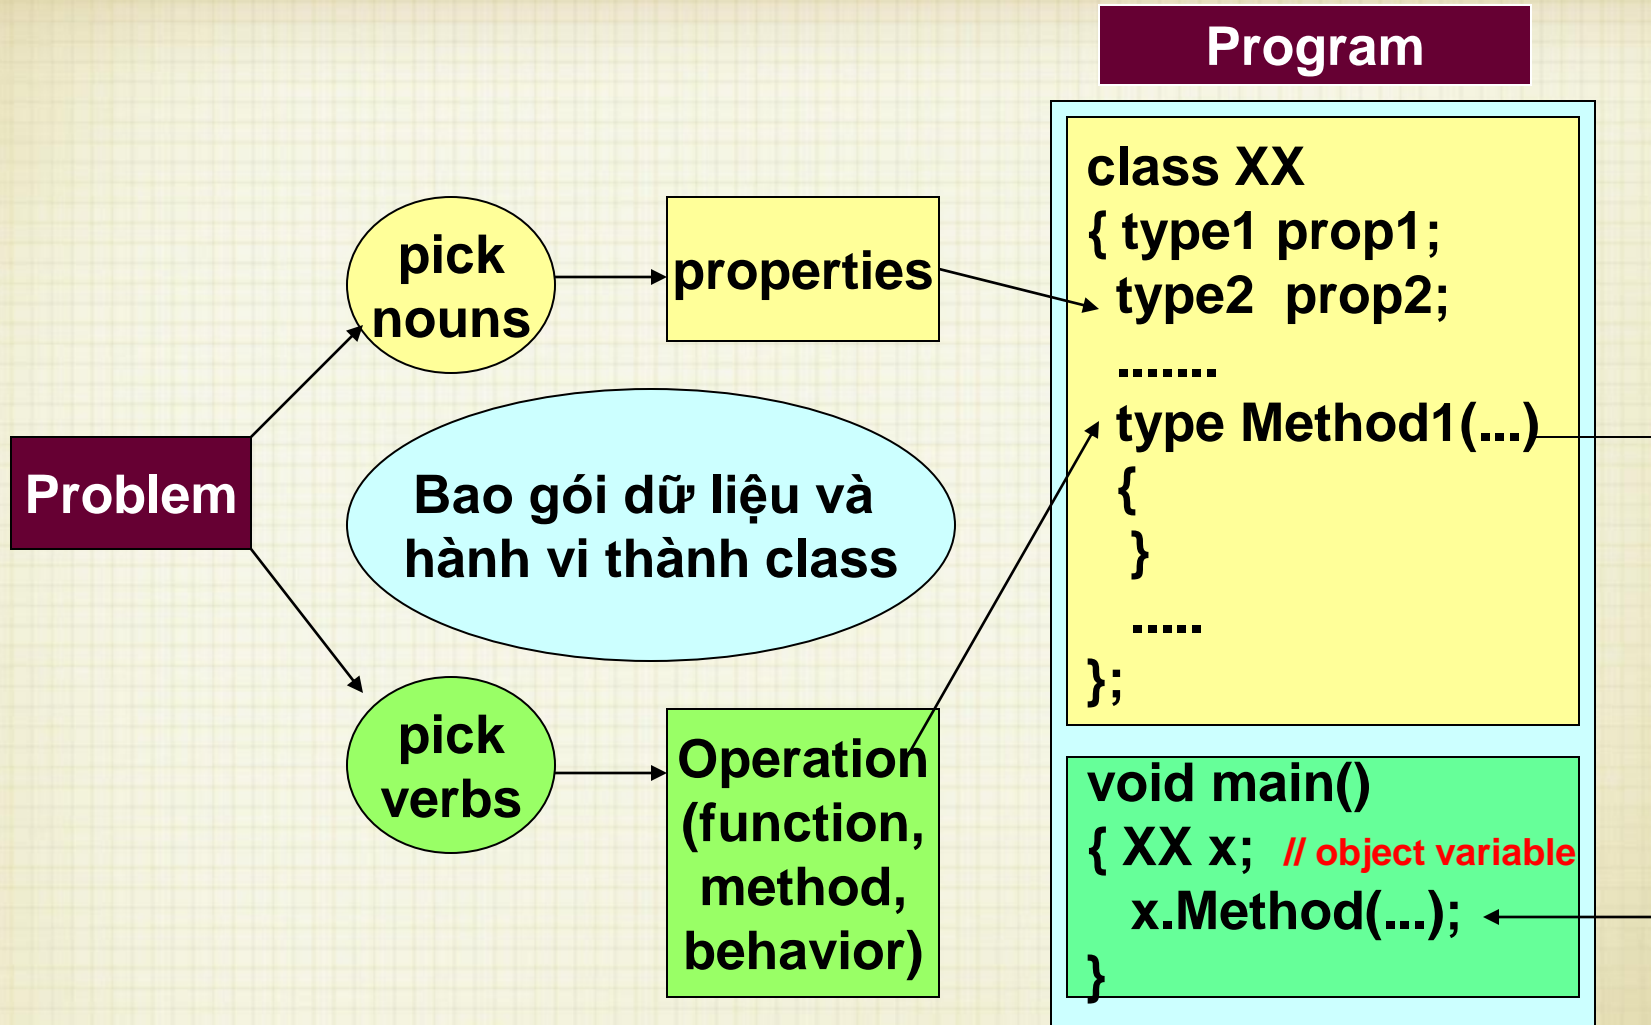 Program
class XX
{ type1 prop1;
type2 prop2;
.......
type Method1(...)
{
}
.....
};
void main()
{ XX x; // object variable
x.Method(...);
}
Problem
pick
nouns
properties
Bao gói dữ liệu và
hành vi thành class
pick
verbs
Operation
(function,
method,
behavior)